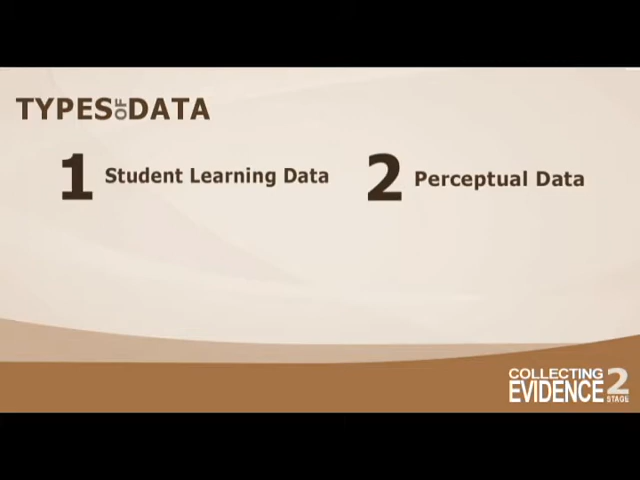 TYPES OF DATA
1 Student Learning Data
2 Perceptual Data
COLLECTING
EVIDENCE 2
STAGE